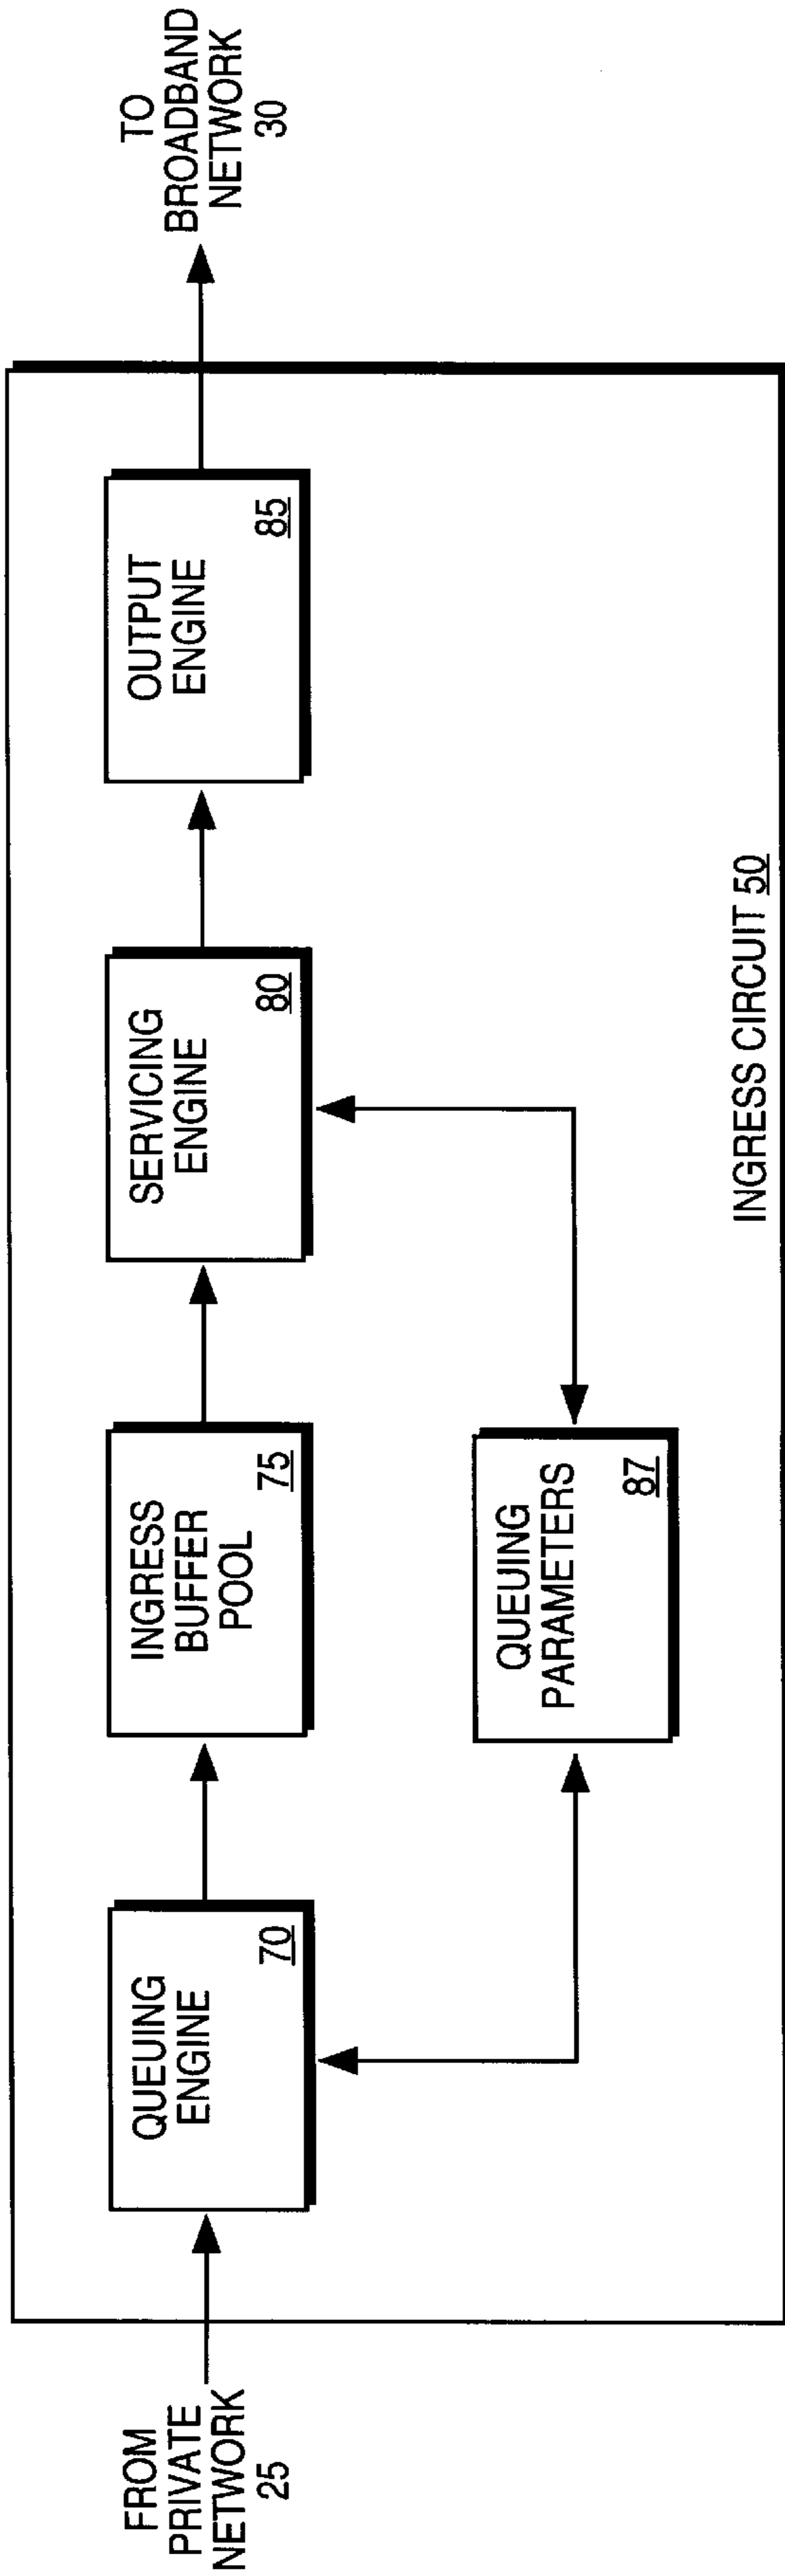 FROM
PRIVATE
NETWORK
25
QUEUING
ENGINE
70
INGRESS
BUFFER
POOL
75
SERVICING
ENGINE
80
OUTPUT
ENGINE
85
TO
BROADBAND
NETWORK
30
QUEUING
PARAMETERS
87
INGRESS CIRCUIT 50